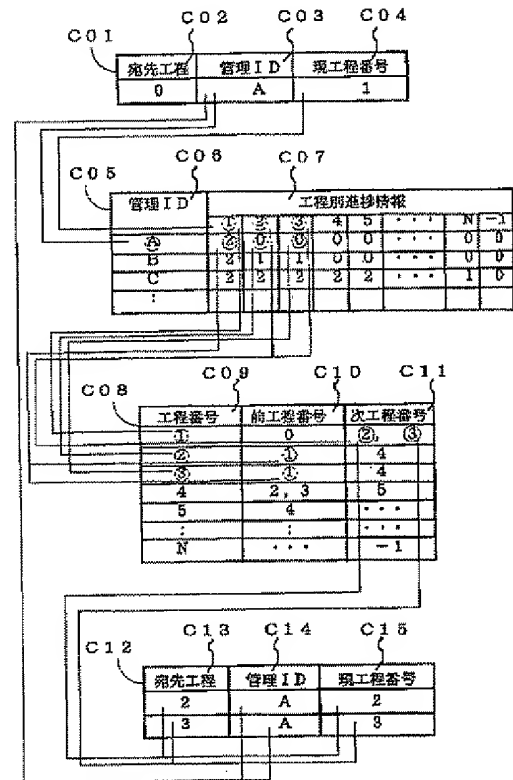 C02 C03 C04
C01
宛先工程 管理ID 現工程番号
0 A 1
C06 C07
C05
管理ID 工程別進捗情報
① ② ③ 4 5 ・・・ N -1
Ⓐ ② ⓪ ⓪ 0 0 ・・・ 0 0
B 2 1 1 0 0 ・・・ 0 0
C 2 2 2 2 2 ・・・ 1 0
:
C09 C10 C11
C08
工程番号 前工程番号 次工程番号
① 0 ②, ③
② ① 4
③ ① 4
4 2, 3 5
5 4 ・・・
: : ・・・
N ・・・ -1
C13 C14 C15
C12
宛先工程 管理ID 現工程番号
2 A 2
3 A 3